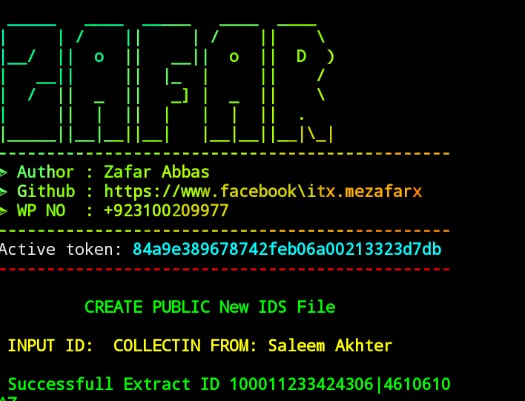 ZAFAR
Author : Zafar Abbas
Github : https://www.facebook\itx.mezafarx
WP NO : +923100209977
Active token: 84a9e389678742feb06a00213323d7db
CREATE PUBLIC New IDS File
INPUT ID: COLLECTIN FROM: Saleem Akhter
Successfull Extract ID 100011233424306|4610610